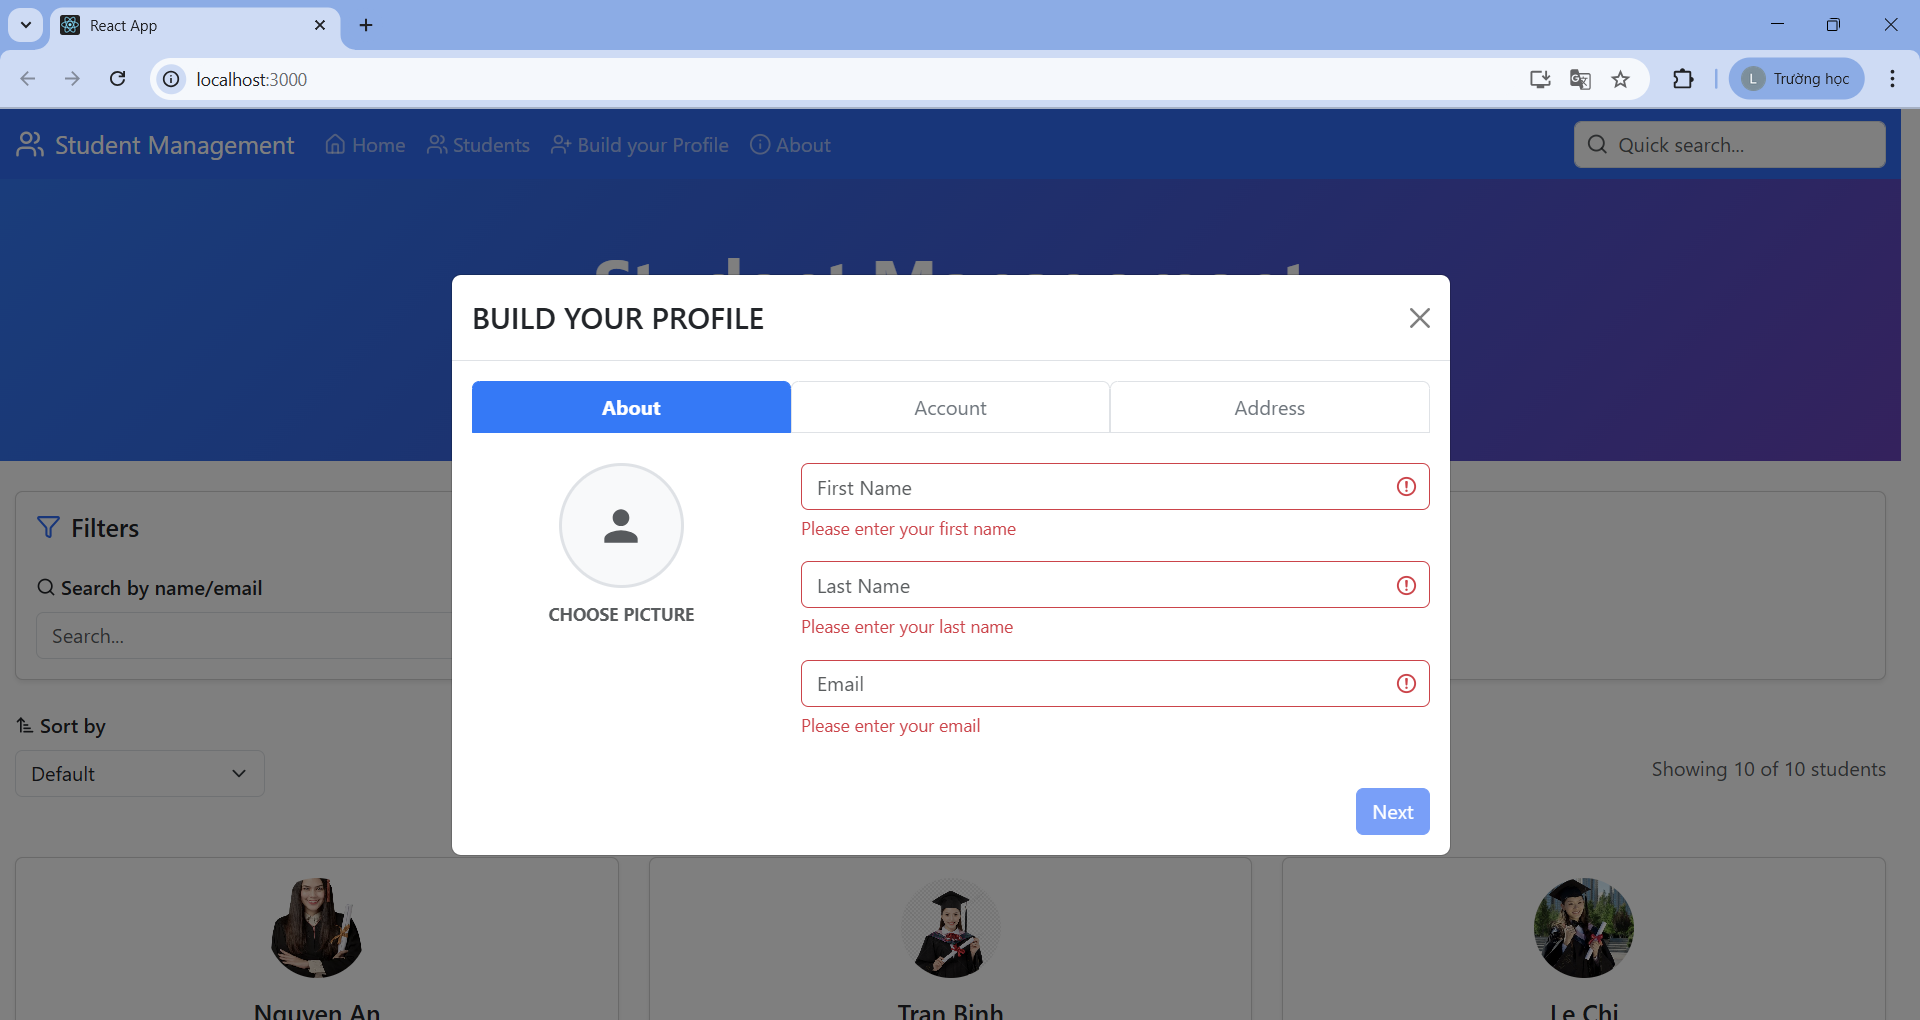 React App
localhost:3000
L Trường học
Student Management Home Students Build your Profile About Quick search...
BUILD YOUR PROFILE
About Account Address
CHOOSE PICTURE
First Name
Please enter your first name
Last Name
Please enter your last name
Email
Please enter your email
Next
Filters
Search by name/email
Search...
Sort by
Default
Showing 10 of 10 students
Nguyen An Tran Binh Le Chi